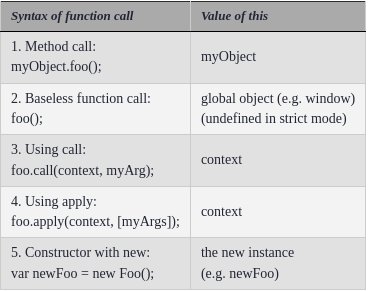 Syntax of function call
Value of this
1. Method call:
myObject.foo();
myObject
2. Baseless function call:
foo();
global object (e.g. window)
(undefined in strict mode)
3. Using call:
foo.call(context, myArg);
context
4. Using apply:
foo.apply(context, [myArgs]);
context
5. Constructor with new:
var newFoo = new Foo();
the new instance
(e.g. newFoo)